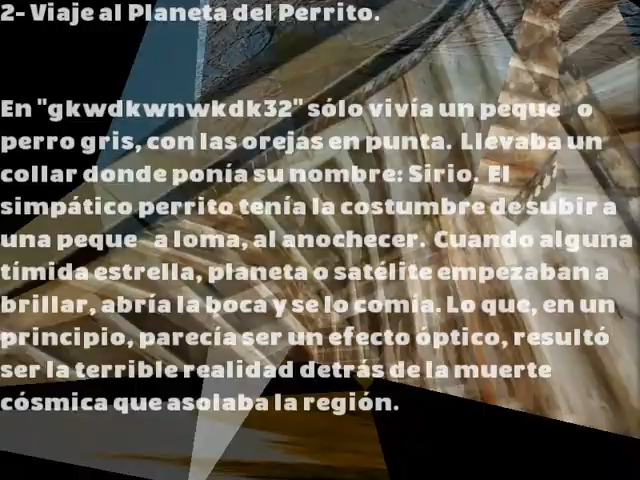 2- Viaje al Planeta del Perrito.
En "gkwdkwnwkdk32" sólo vivía un peque o
perro gris, con las orejas en punta. Llevaba un
collar donde ponía su nombre: Sirio. El
simpático perrito tenía la costumbre de subir a
una peque a loma, al anochecer. Cuando alguna
tímida estrella, planeta o satélite empezaban a
brillar, abría la boca y se lo comía. Lo que, en un
principio, parecía ser un efecto óptico, resultó
ser la terrible realidad detrás de la muerte
cósmica que asolaba la región.